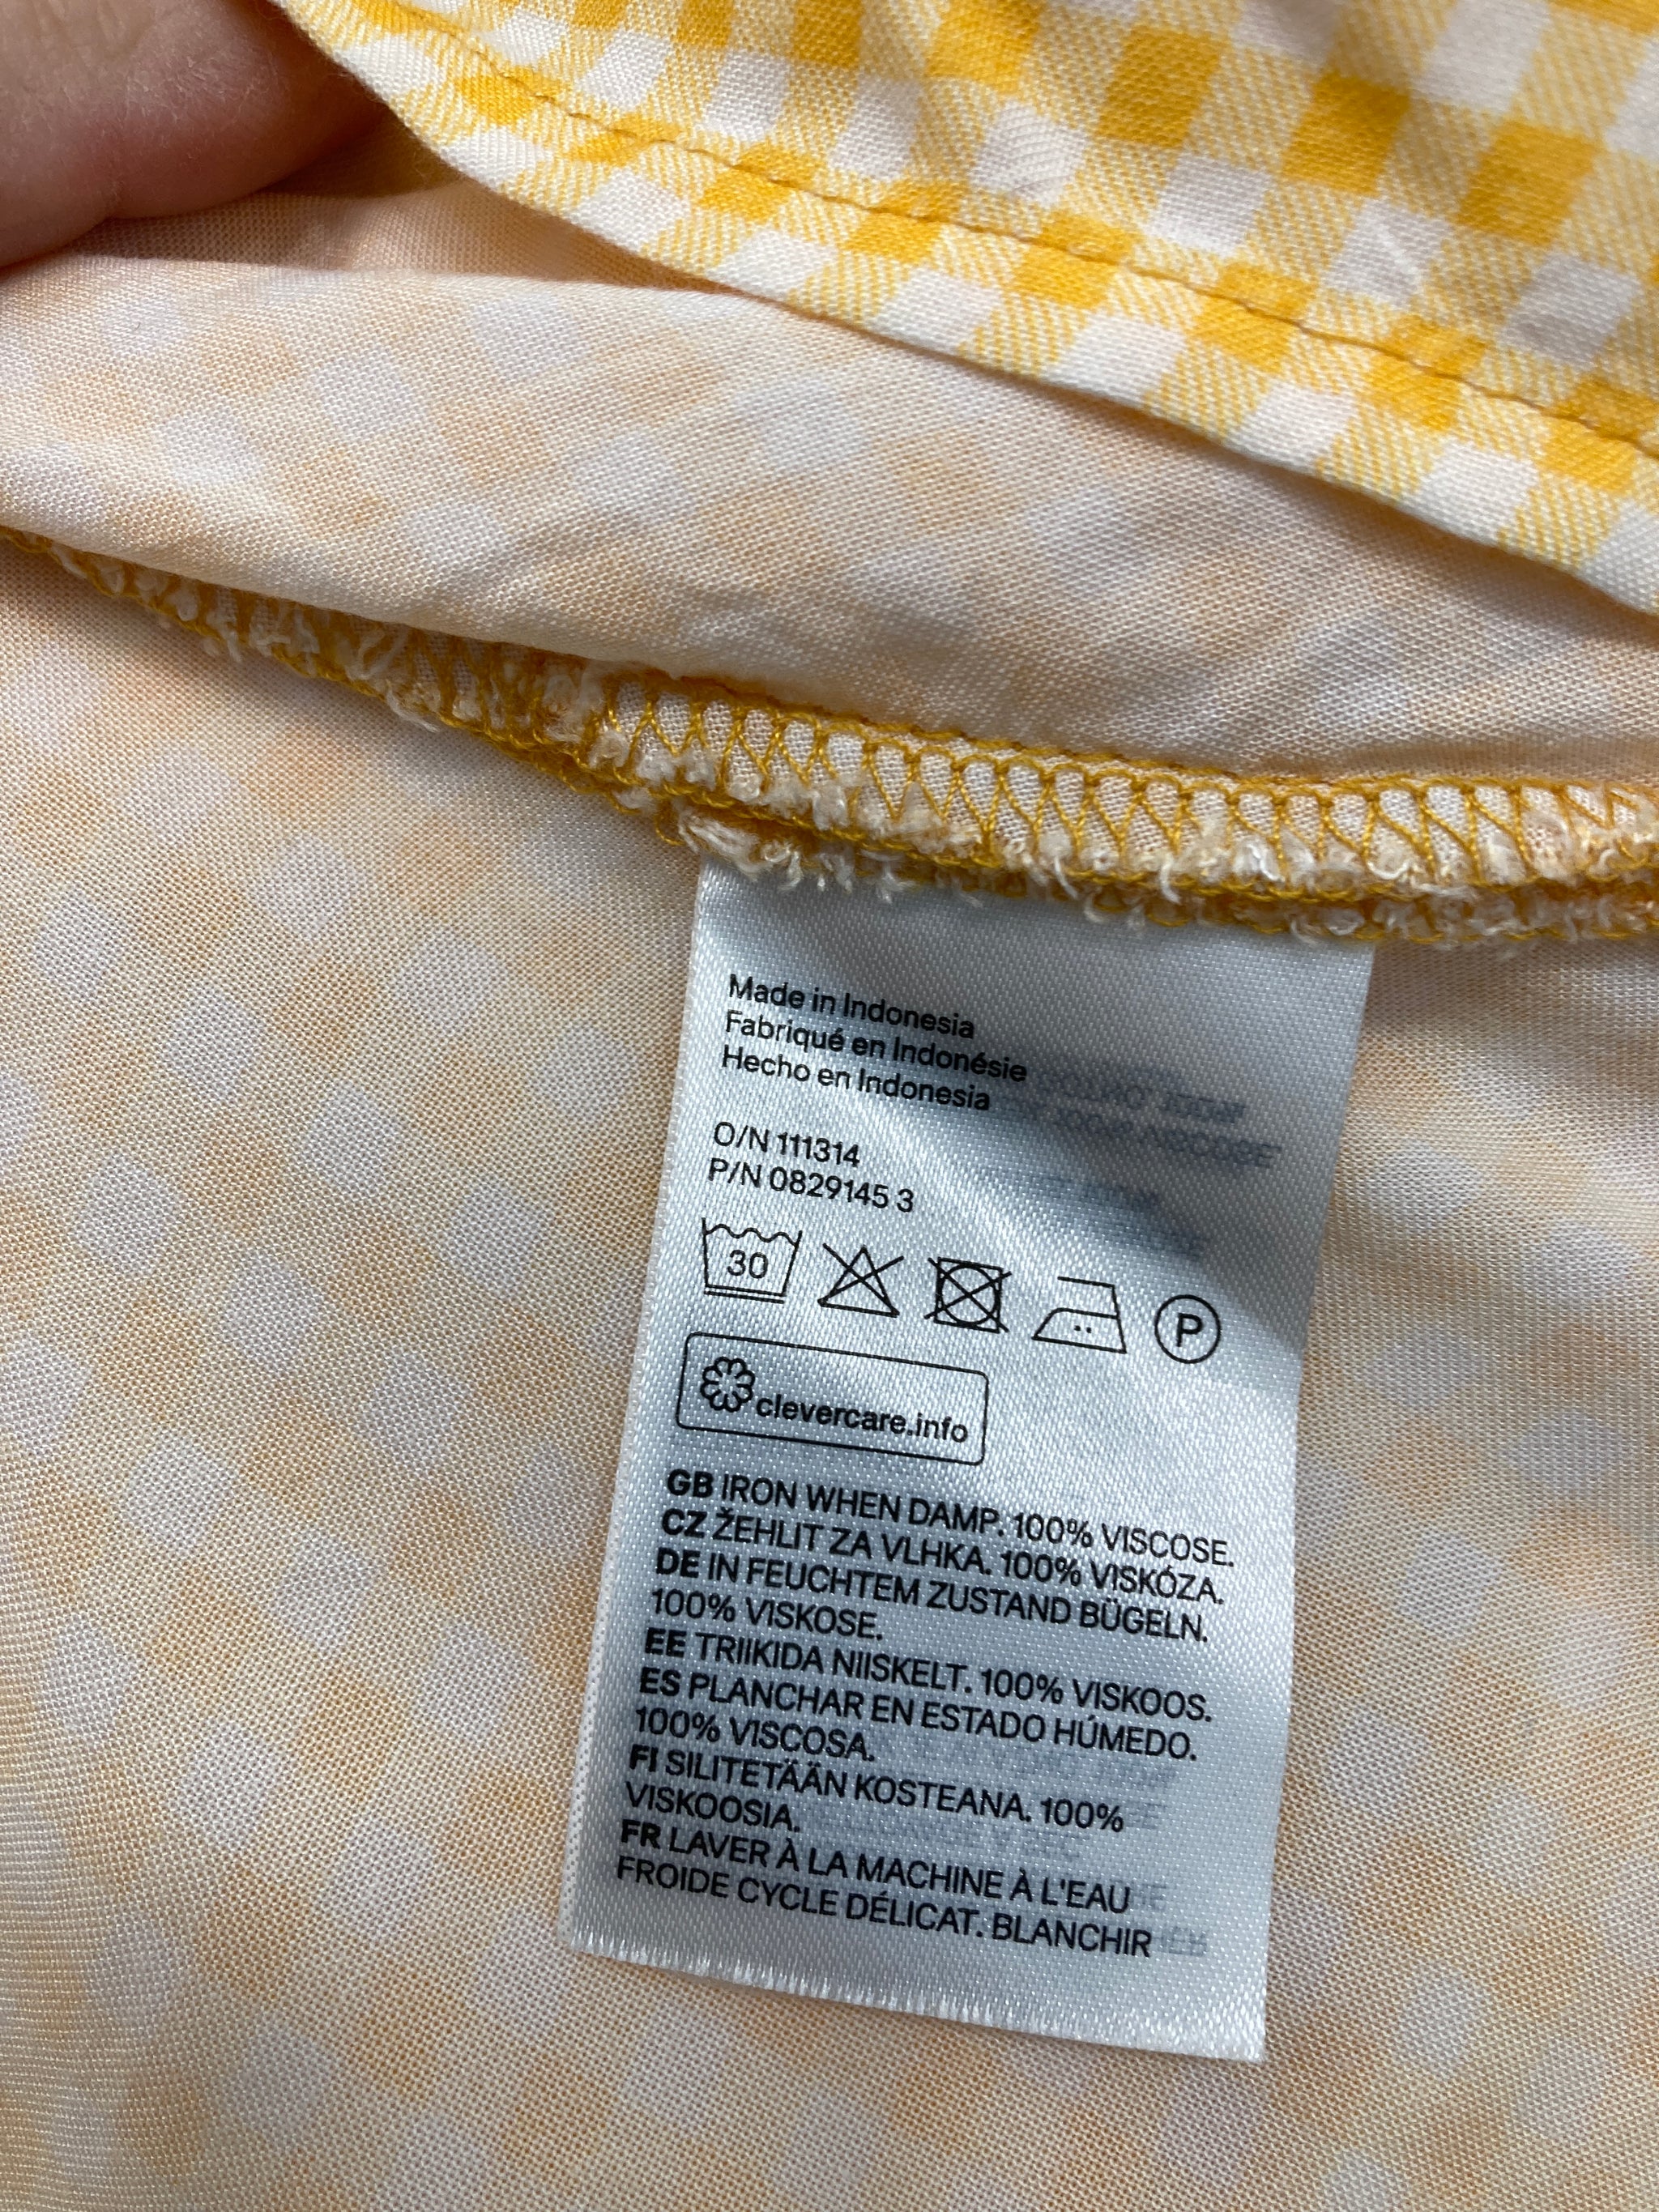 Made in Indonesia
Fabriqué en Indonésie
Hecho en Indonesia
O/N 111314
P/N 0829145 3
30
P
clevercare.info
GB IRON WHEN DAMP. 100% VISCOSE.
CZ ŽEHLIT ZA VLHKA. 100% VISKÓZA.
DE IN FEUCHTEM ZUSTAND BÜGELN.
100% VISKOSE.
EE TRIIKIDA NIISKELT. 100% VISKOOS.
ES PLANCHAR EN ESTADO HÚMEDO.
100% VISCOSA.
FI SILITETÄÄN KOSTEANA. 100%
VISKOOSIA.
FR LAVER À LA MACHINE À L'EAU
FROIDE CYCLE DÉLICAT. BLANCHIR